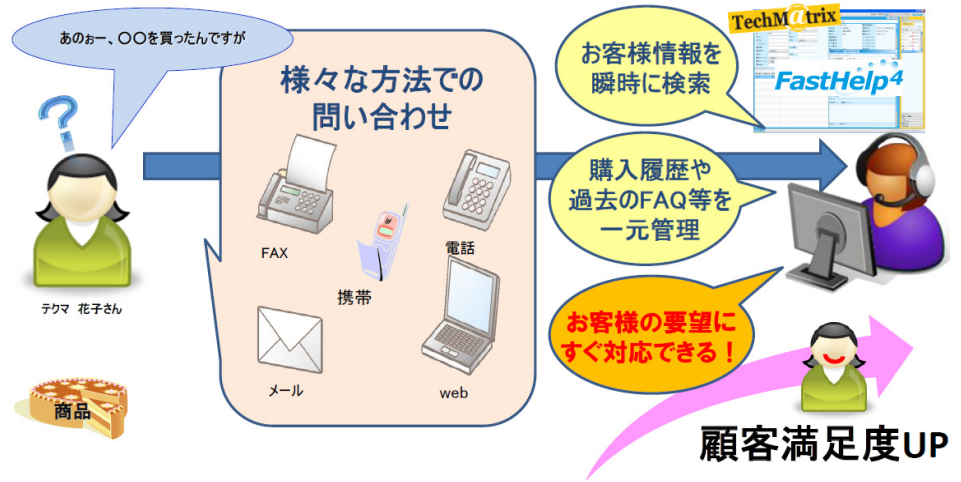 あのぉー、〇〇を買ったんですが
テクマ 花子さん
商品
様々な方法での
問い合わせ
FAX
電話
携帯
メール
web
お客様情報を
瞬時に検索
購入履歴や
過去のFAQ等を
一元管理
お客様の要望に
すぐ対応できる！
TechM@trix
FastHelp4
顧客満足度UP